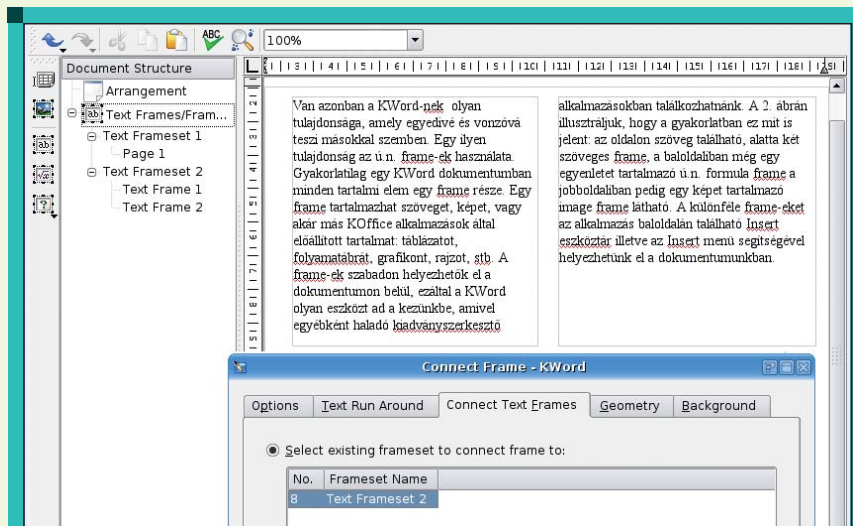 ABC
100%
Document Structure
Arrangement
Text Frames/Fram...
Text Frameset 1
Page 1
Text Frameset 2
Text Frame 1
Text Frame 2
Van azonban a KWord-nek olyan
tulajdonsága, amely egyedivé és vonzóvá
teszi másokkal szemben. Egy ilyen
tulajdonság az ú.n. frame-ek használata.
Gyakorlatilag egy KWord dokumentumban
minden tartalmi elem egy frame része. Egy
frame tartalmazhat szöveget, képet, vagy
akár más KOffice alkalmazások által
előállított tartalmat: táblázatot,
folyamatábrát, grafikont, rajzot, stb. A
frame-ek szabadon helyezhetők el a
dokumentumon belül, ezáltal a KWord
olyan eszközt ad a kezünkbe, amivel
egyébként haladó kiadványszerkesztő
alkalmazásokban találkozhatnánk. A 2. ábrán
illusztráljuk, hogy a gyakorlatban ez mit is
jelent: az oldalon szöveg található, alatta két
szöveges frame, a baloldaliban még egy
egyenletet tartalmazó ú.n. formula frame a
jobboldaliban pedig egy képet tartalmazó
image frame látható. A különféle frame-eket
az alkalmazás baloldalán található Insert
eszköztár illetve az Insert menü segítségével
helyezhetünk el a dokumentumunkban.
Connect Frame - KWord
Options Text Run Around Connect Text Frames Geometry Background
Select existing frameset to connect frame to:
No. Frameset Name
8 Text Frameset 2